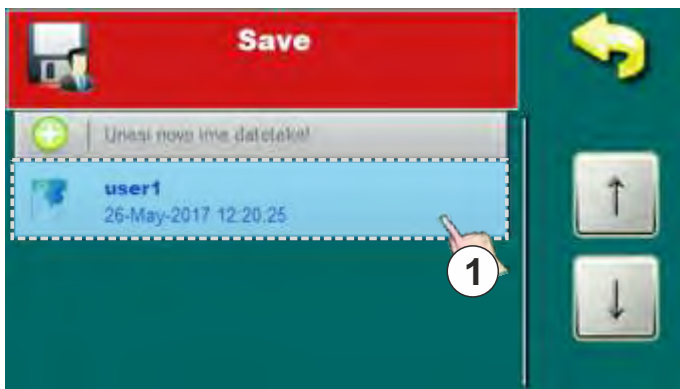 Save
Unesi novo ime datoteke!
user1
26-May-2017 12:20:25
1
↑
↓